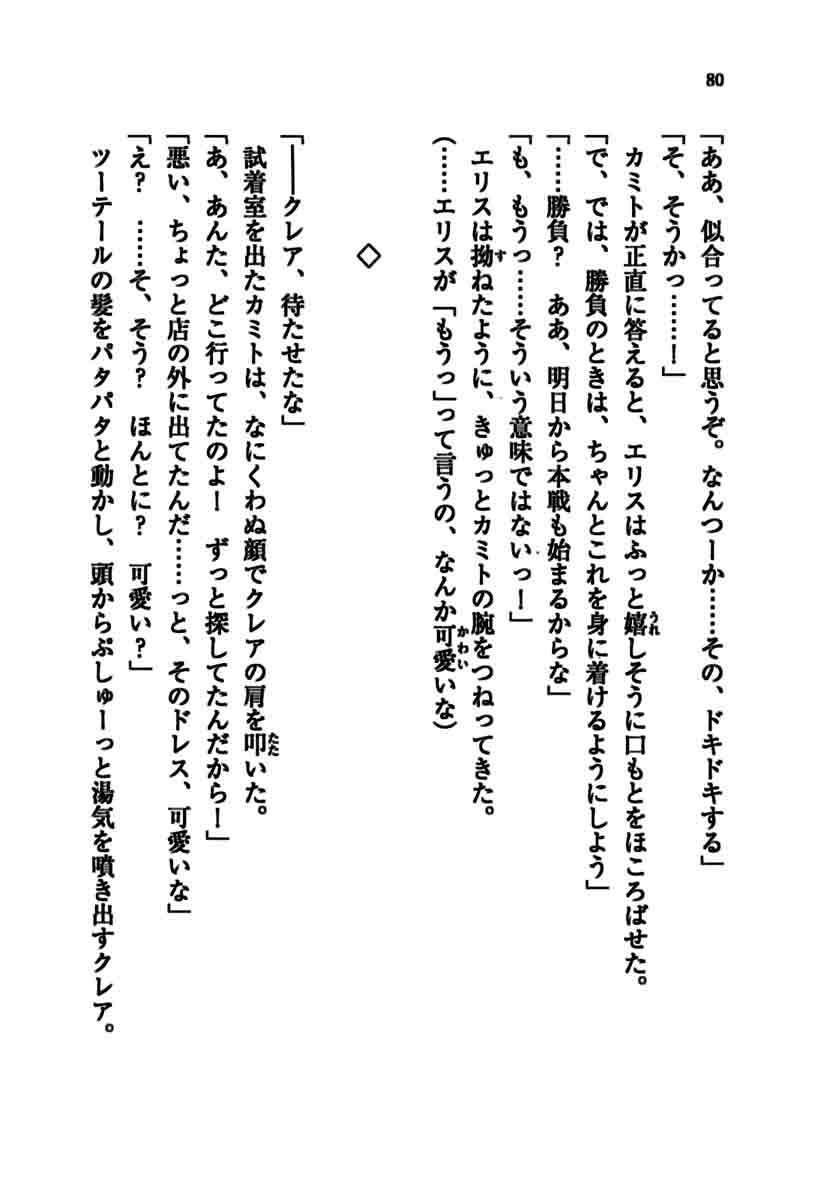 80
「ああ、似合ってると思うぞ。なんつーか……その、ドキドキする」
「そ、そうかっ……！」
カミトが正直に答えると、エリスはふっと嬉しそうに口もとをほころばせた。
「で、では、勝負のときは、ちゃんとこれを身に着けるようにしよう」
「……勝負？　ああ、明日から本戦も始まるからな」
「も、もうっ……そういう意味ではないっ！」
エリスは拗ねたように、きゅっとカミトの腕をつねってきた。
（……エリスが「もうっ」って言うの、なんか可愛いな）
◇
「――クレア、待たせたな」
試着室を出たカミトは、なにくわぬ顔でクレアの肩を叩いた。
「あ、あんた、どこ行ってたのよ！　ずっと探してたんだから！」
「悪い、ちょっと店の外に出てたんだ……っと、そのドレス、可愛いな」
「え？　……そ、そう？　ほんとに？　可愛い？」
ツーテールの髪をパタパタと動かし、頭からぷしゅーっと湯気を噴き出すクレア。